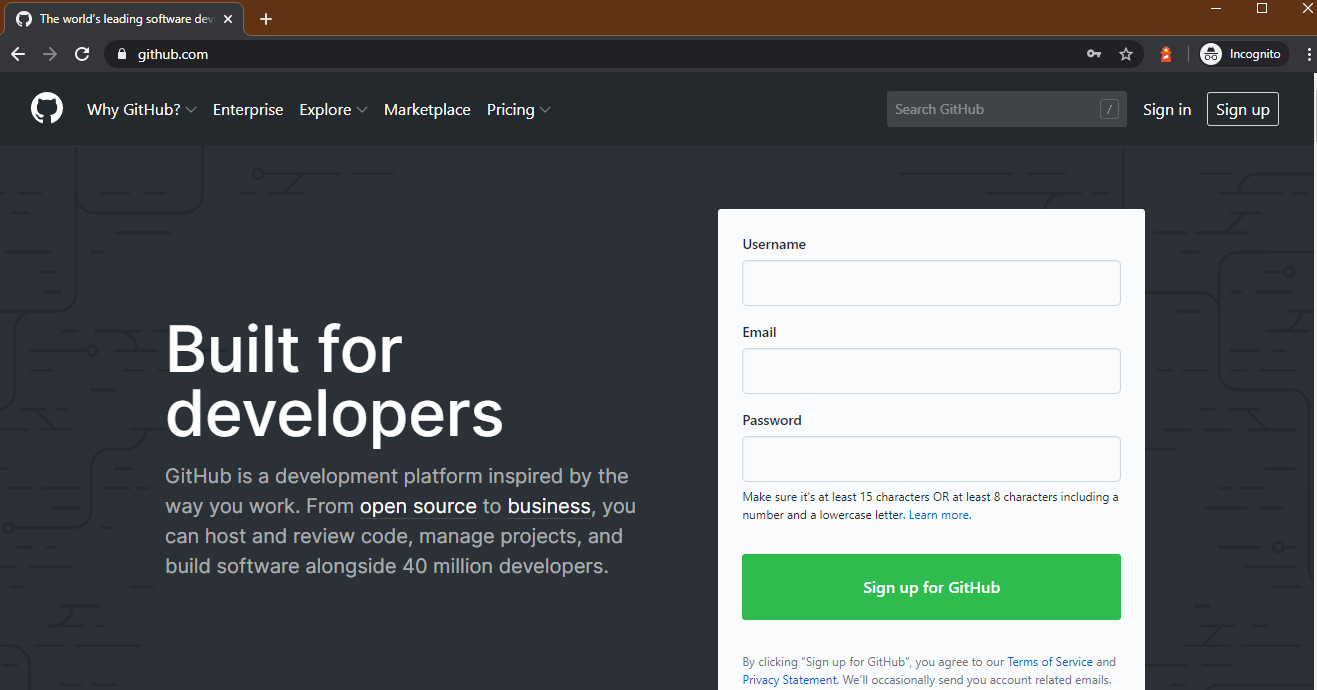 The world's leading software dev
github.com
Incognito
Why GitHub?
Enterprise
Explore
Marketplace
Pricing
Search GitHub
/
Sign in
Sign up
Built for
developers
GitHub is a development platform inspired by the
way you work. From open source to business, you
can host and review code, manage projects, and
build software alongside 40 million developers.
Username
Email
Password
Make sure it's at least 15 characters OR at least 8 characters including a
number and a lowercase letter. Learn more.
Sign up for GitHub
By clicking “Sign up for GitHub”, you agree to our Terms of Service and
Privacy Statement. We’ll occasionally send you account related emails.